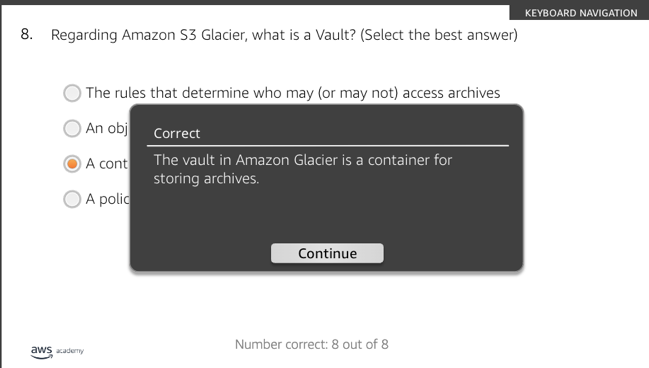 KEYBOARD NAVIGATION
8. Regarding Amazon S3 Glacier, what is a Vault? (Select the best answer)
The rules that determine who may (or may not) access archives
An obj
A cont
A polic
Correct
The vault in Amazon Glacier is a container for
storing archives.
Continue
Number correct: 8 out of 8
aws academy